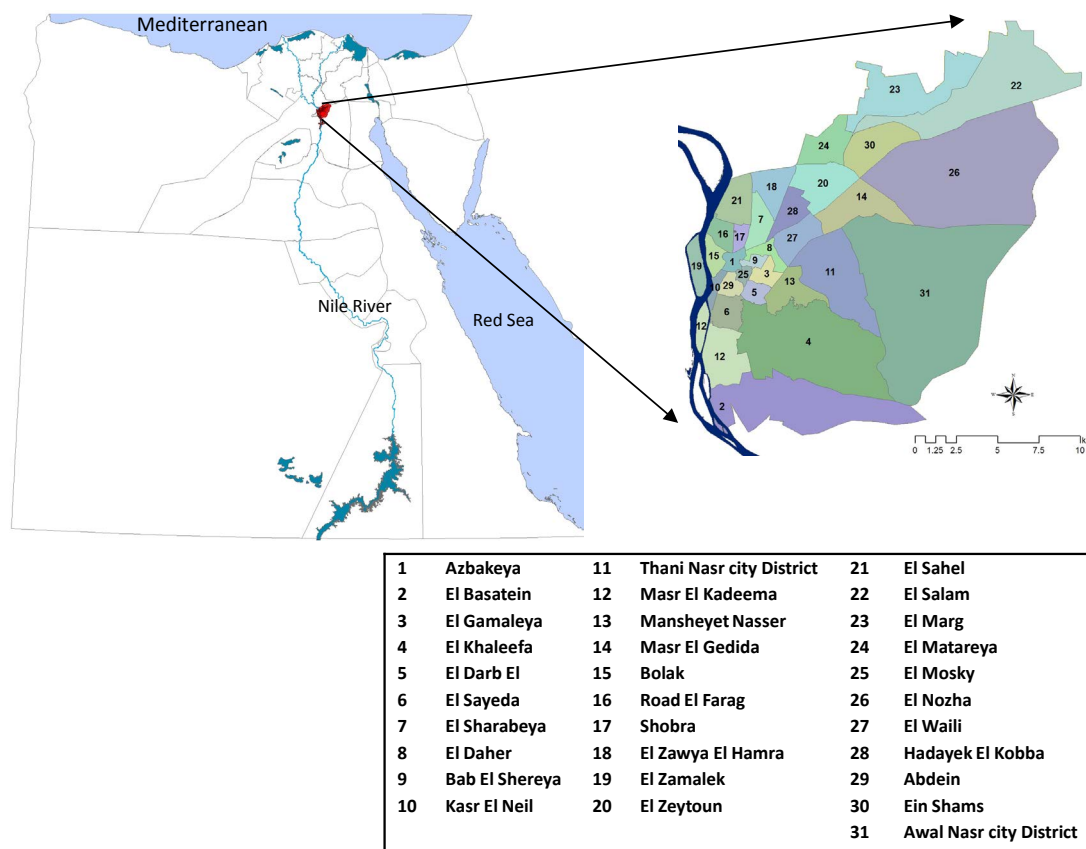 Mediterranean
Nile River
Red Sea
23
22
24
30
26
20
18
14
21
28
7
16
17
27
8
15
1
9
19
11
25
3
10
29
13
5
31
6
12
4
12
2
N
W E
S
0 1.25 2.5 5 7.5 10
1 Azbakeya 11 Thani Nasr city District 21 El Sahel
2 El Basatein 12 Masr El Kadeema 22 El Salam
3 El Gamaleya 13 Mansheyet Nasser 23 El Marg
4 El Khaleefa 14 Masr El Gedida 24 El Matareya
5 El Darb El 15 Bolak 25 El Mosky
6 El Sayeda 16 Road El Farag 26 El Nozha
7 El Sharabeya 17 Shobra 27 El Waili
8 El Daher 18 El Zawya El Hamra 28 Hadayek El Kobba
9 Bab El Shereya 19 El Zamalek 29 Abdein
10 Kasr El Neil 20 El Zeytoun 30 Ein Shams
31 Awal Nasr city District